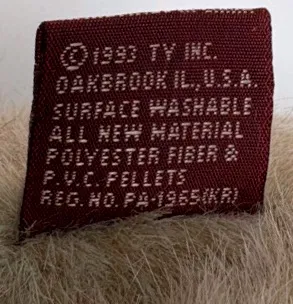 © 1993 TY INC.
OAKBROOK IL., U.S.A.
SURFACE WASHABLE
ALL NEW MATERIAL
POLYESTER FIBER &
P.V.C. PELLETS
REG. NO. PA-1965(KR)